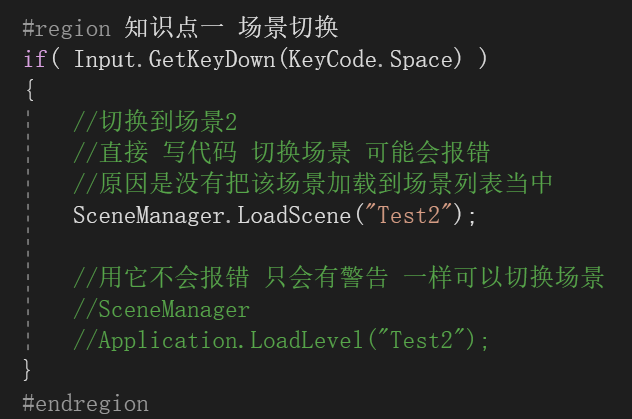 #region 知识点一 场景切换
if( Input.GetKeyDown(KeyCode.Space) )
{
//切换到场景2
//直接 写代码 切换场景 可能会报错
//原因是没有把该场景加载到场景列表当中
SceneManager.LoadScene("Test2");
//用它不会报错 只会有警告 一样可以切换场景
//SceneManager
//Application.LoadLevel("Test2");
}
#endregion